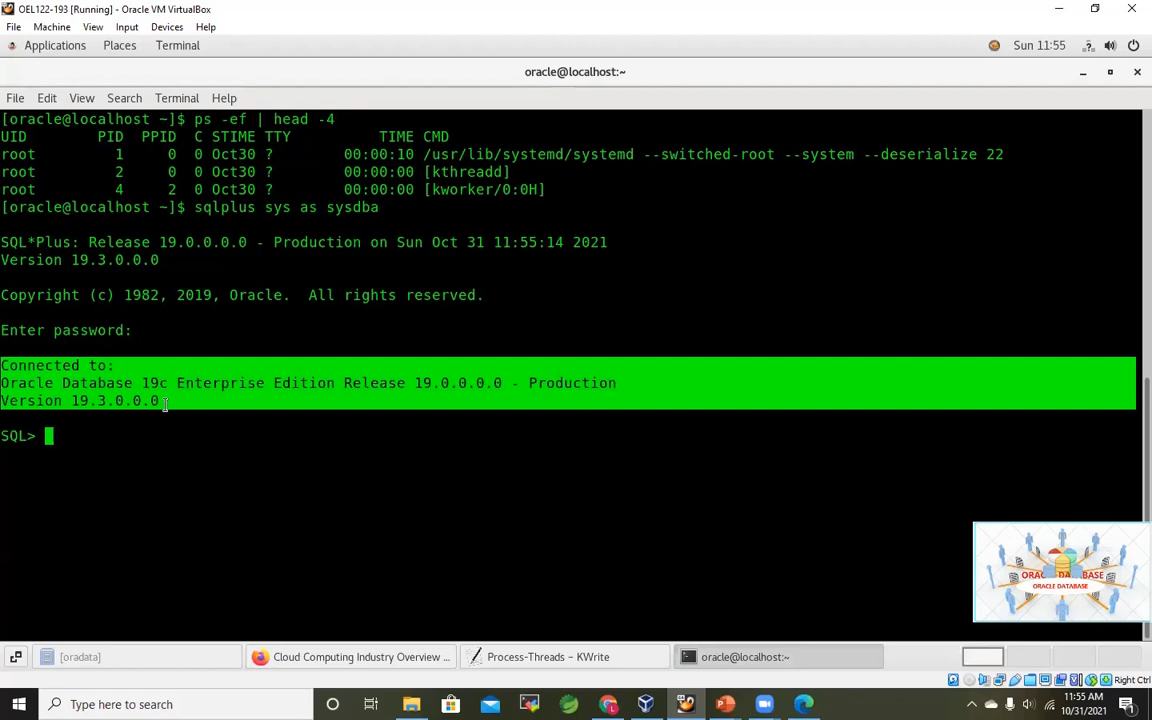 OEL122-193 [Running] - Oracle VM VirtualBox
File Machine View Input Devices Help
Applications Places Terminal Sun 11:55
oracle@localhost:~
File Edit View Search Terminal Help
[oracle@localhost ~]$ ps -ef | head -4
UID PID PPID C STIME TTY TIME CMD
root 1 0 0 Oct30 ? 00:00:10 /usr/lib/systemd/systemd --switched-root --system --deserialize 22
root 2 0 0 Oct30 ? 00:00:00 [kthreadd]
root 4 2 0 Oct30 ? 00:00:00 [kworker/0:0H]
[oracle@localhost ~]$ sqlplus sys as sysdba
SQL*Plus: Release 19.0.0.0.0 - Production on Sun Oct 31 11:55:14 2021
Version 19.3.0.0.0
Copyright (c) 1982, 2019, Oracle. All rights reserved.
Enter password:
Connected to:
Oracle Database 19c Enterprise Edition Release 19.0.0.0.0 - Production
Version 19.3.0.0.0
SQL>
ORACLE DATABASE
ORACLE DATABASE
[oradata] Cloud Computing Industry Overview ... Process-Threads – KWrite oracle@localhost:~
Right Ctrl
Type here to search
11:55 AM
10/31/2021
1